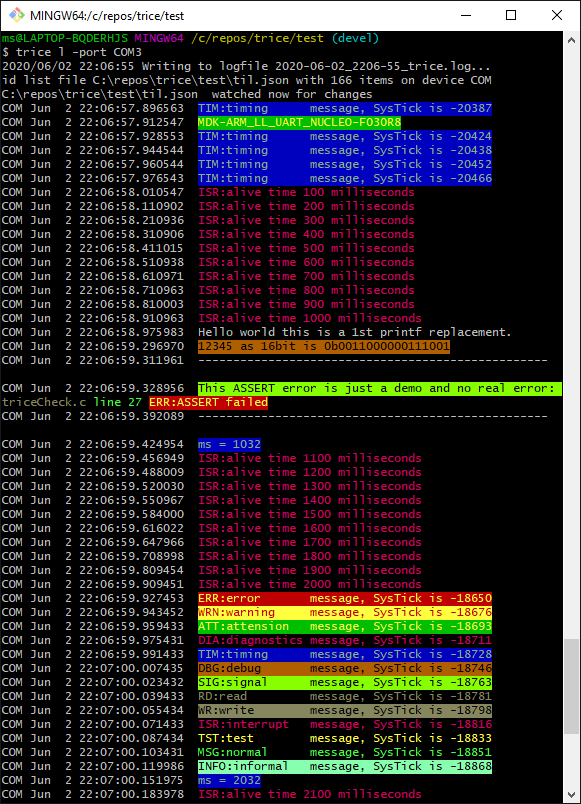 MINGW64:/c/repos/trice/test
ms@LAPTOP-BQDERHJS MINGW64 /c/repos/trice/test (devel)
$ trice l -port COM3
2020/06/02 22:06:55 Writing to logfile 2020-06-02_2206-55_trice.log...
id list file C:\repos\trice\test\til.json with 166 items on device COM
C:\repos\trice\test\til.json  watched now for changes
COM Jun  2 22:06:57.896563  TIM:timing      message, SysTick is -20387
COM Jun  2 22:06:57.912547  MDK-ARM_LL_UART_NUCLEO-F030R8
COM Jun  2 22:06:57.928553  TIM:timing      message, SysTick is -20424
COM Jun  2 22:06:57.944544  TIM:timing      message, SysTick is -20438
COM Jun  2 22:06:57.960544  TIM:timing      message, SysTick is -20452
COM Jun  2 22:06:57.976543  TIM:timing      message, SysTick is -20466
COM Jun  2 22:06:58.010547  ISR:alive time 100 milliseconds
COM Jun  2 22:06:58.110902  ISR:alive time 200 milliseconds
COM Jun  2 22:06:58.210936  ISR:alive time 300 milliseconds
COM Jun  2 22:06:58.310906  ISR:alive time 400 milliseconds
COM Jun  2 22:06:58.411015  ISR:alive time 500 milliseconds
COM Jun  2 22:06:58.510938  ISR:alive time 600 milliseconds
COM Jun  2 22:06:58.610971  ISR:alive time 700 milliseconds
COM Jun  2 22:06:58.710963  ISR:alive time 800 milliseconds
COM Jun  2 22:06:58.810003  ISR:alive time 900 milliseconds
COM Jun  2 22:06:58.910963  ISR:alive time 1000 milliseconds
COM Jun  2 22:06:58.975983  Hello world this is a 1st printf replacement.
COM Jun  2 22:06:59.296970  12345 as 16bit is 0b0011000000111001
COM Jun  2 22:06:59.311961  --------------------------------------------------
COM Jun  2 22:06:59.328956  This ASSERT error is just a demo and no real error:
triceCheck.c line 27 ERR:ASSERT failed
COM Jun  2 22:06:59.392089  --------------------------------------------------
COM Jun  2 22:06:59.424954  ms = 1032
COM Jun  2 22:06:59.456949  ISR:alive time 1100 milliseconds
COM Jun  2 22:06:59.488009  ISR:alive time 1200 milliseconds
COM Jun  2 22:06:59.520030  ISR:alive time 1300 milliseconds
COM Jun  2 22:06:59.550967  ISR:alive time 1400 milliseconds
COM Jun  2 22:06:59.584000  ISR:alive time 1500 milliseconds
COM Jun  2 22:06:59.616022  ISR:alive time 1600 milliseconds
COM Jun  2 22:06:59.647966  ISR:alive time 1700 milliseconds
COM Jun  2 22:06:59.708998  ISR:alive time 1800 milliseconds
COM Jun  2 22:06:59.809454  ISR:alive time 1900 milliseconds
COM Jun  2 22:06:59.909451  ISR:alive time 2000 milliseconds
COM Jun  2 22:06:59.927453  ERR:error       message, SysTick is -18650
COM Jun  2 22:06:59.943452  WRN:warning     message, SysTick is -18676
COM Jun  2 22:06:59.959433  ATT:attension   message, SysTick is -18693
COM Jun  2 22:06:59.975431  DIA:diagnostics message, SysTick is -18711
COM Jun  2 22:06:59.991433  TIM:timing      message, SysTick is -18728
COM Jun  2 22:07:00.007435  DBG:debug       message, SysTick is -18746
COM Jun  2 22:07:00.023432  SIG:signal      message, SysTick is -18763
COM Jun  2 22:07:00.039433  RD:read         message, SysTick is -18781
COM Jun  2 22:07:00.055434  WR:write        message, SysTick is -18798
COM Jun  2 22:07:00.071433  ISR:interrupt   message, SysTick is -18816
COM Jun  2 22:07:00.087434  TST:test        message, SysTick is -18833
COM Jun  2 22:07:00.103431  MSG:normal      message, SysTick is -18851
COM Jun  2 22:07:00.119986  INFO:informal   message, SysTick is -18868
COM Jun  2 22:07:00.151975  ms = 2032
COM Jun  2 22:07:00.183978  ISR:alive time 2100 milliseconds